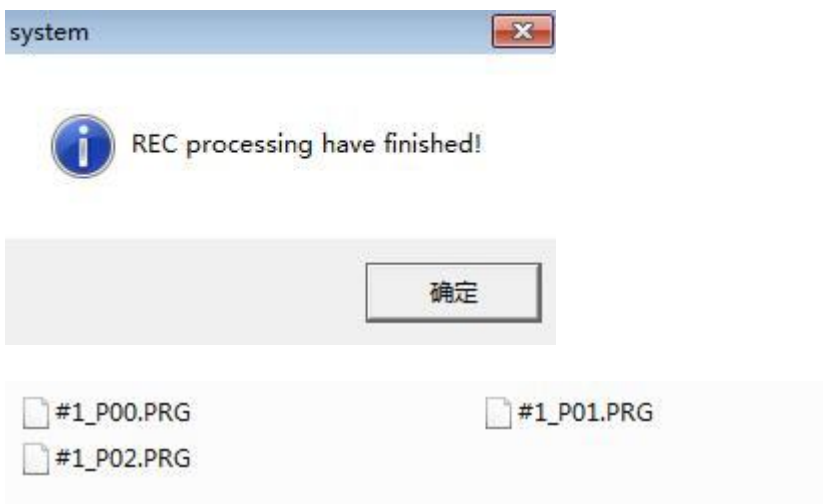 system
REC processing have finished!
确定
#1_P00.PRG
#1_P01.PRG
#1_P02.PRG